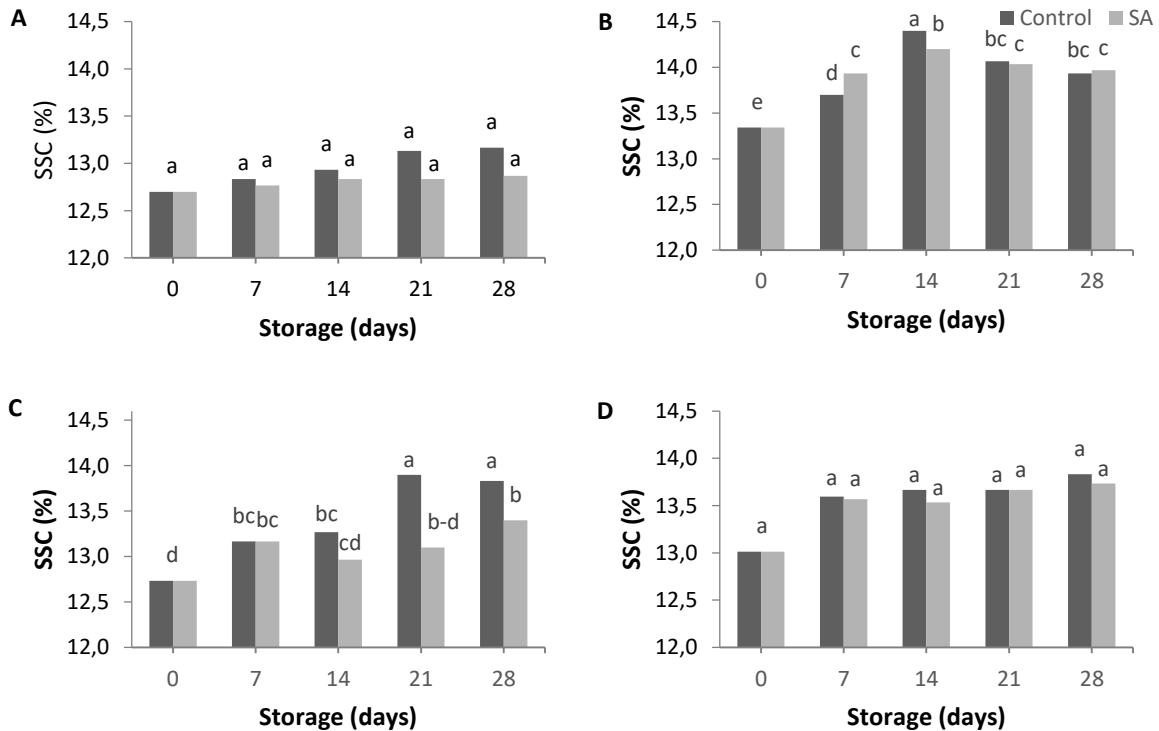 A
14,5
14,0
13,5
13,0
12,5
12,0
SSC (%)
a
a a
a a
a a
a a
0 7 14 21 28
Storage (days)
B
Control SA
14,5
14,0
13,5
13,0
12,5
12,0
SSC (%)
e
d c
a b
bc c
bc c
0 7 14 21 28
Storage (days)
C
14,5
14,0
13,5
13,0
12,5
12,0
SSC (%)
d
bc bc
bc cd
a b-d
a b
0 7 14 21 28
Storage (days)
D
14,5
14,0
13,5
13,0
12,5
12,0
SSC (%)
a
a a
a a
a a
a a
0 7 14 21 28
Storage (days)